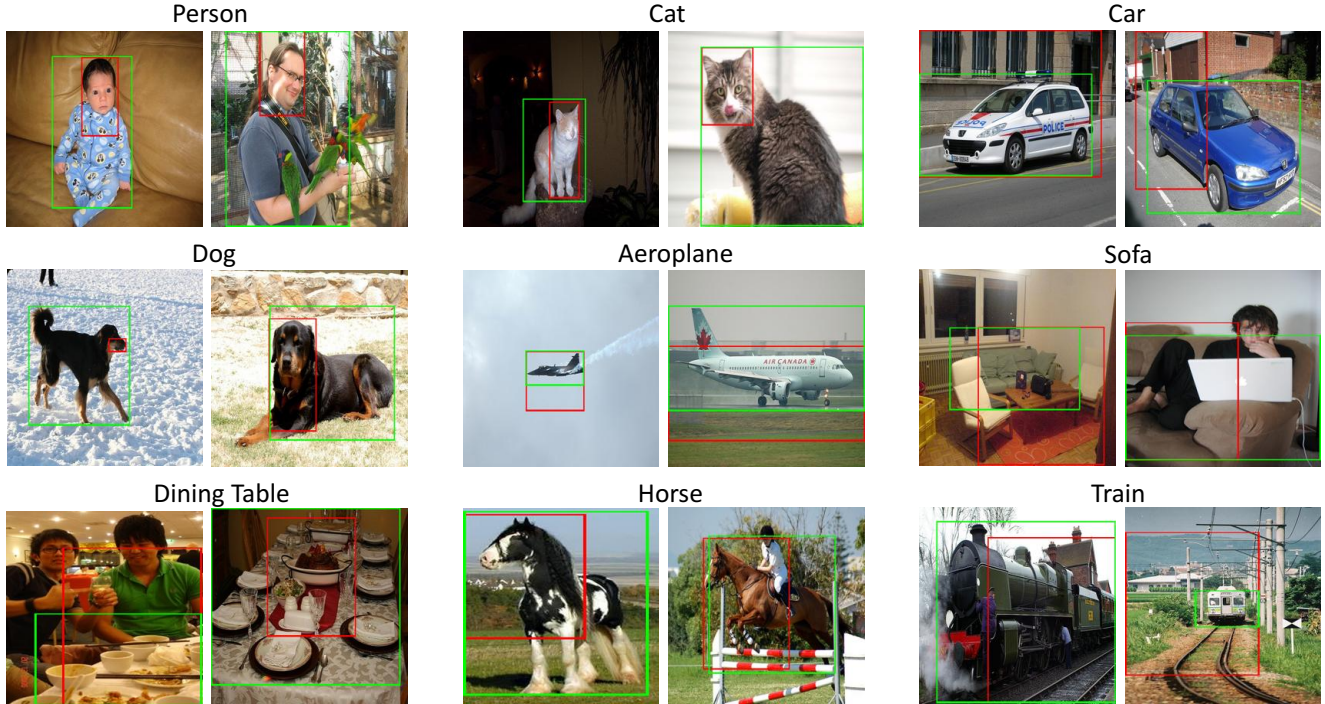 Person
Cat
Car
POLICE
Dog
Aeroplane
Sofa
AIR CANADA
Dining Table
Horse
Train